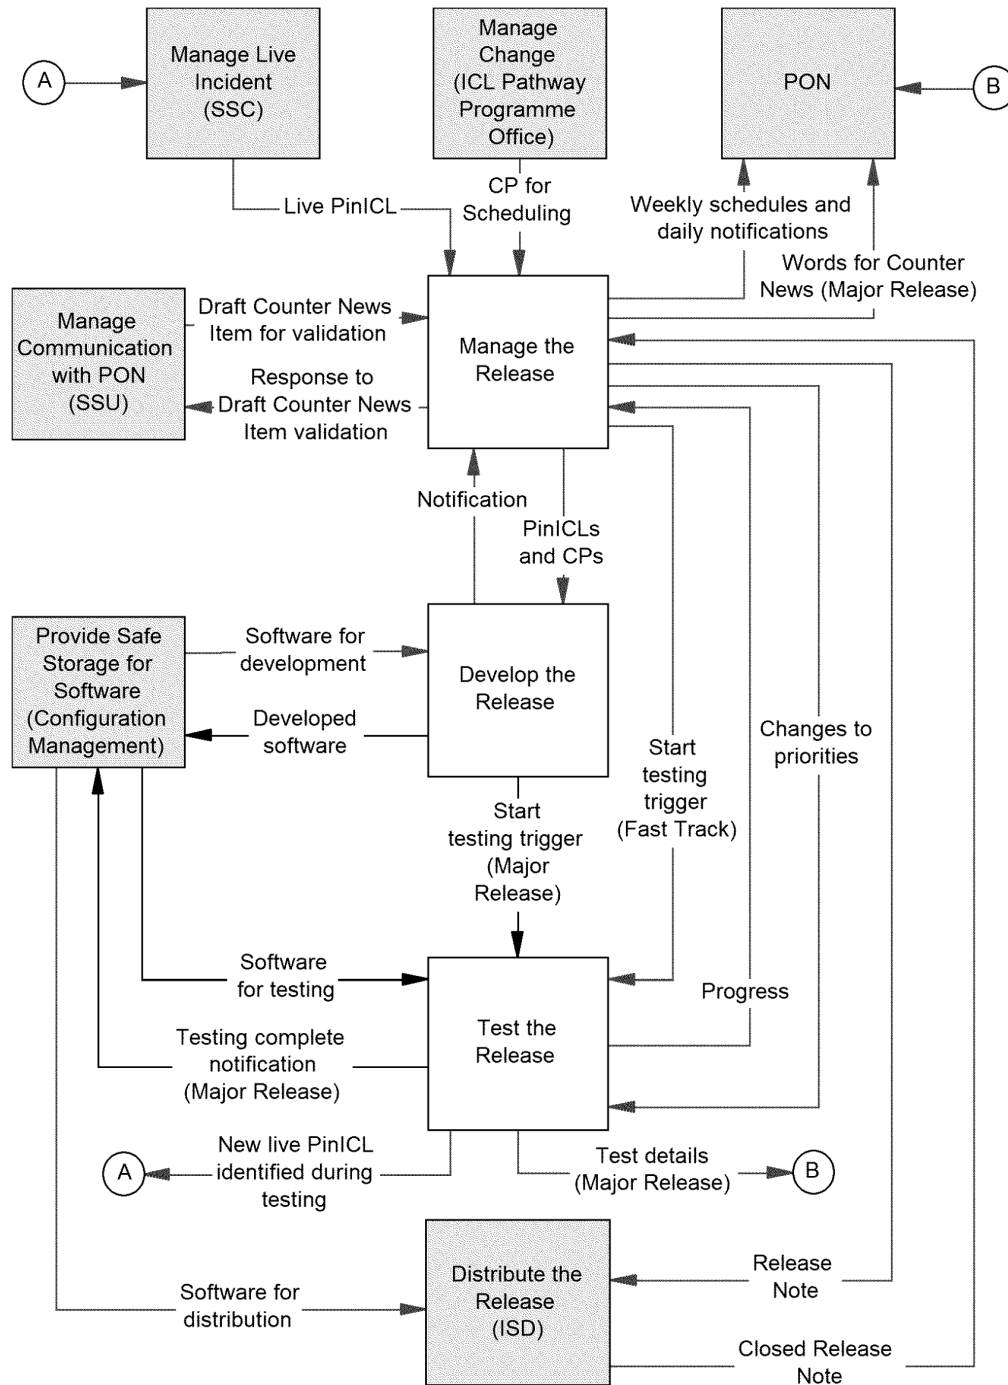 A
Manage Live
Incident
(SSC)
Manage
Change
(ICL Pathway
Programme
Office)
PON
B
Live PinICL
CP for
Scheduling
Weekly schedules and
daily notifications
Words for Counter
News (Major Release)
Manage
Communication
with PON
(SSU)
Draft Counter News
Item for validation
Response to
Draft Counter News
Item validation
Manage the
Release
Notification
PinICLs
and CPs
Provide Safe
Storage for
Software
(Configuration
Management)
Software for
development
Developed
software
Develop the
Release
Start
testing trigger
(Major
Release)
Start
testing
trigger
(Fast Track)
Changes to
priorities
Software
for testing
Testing complete
notification
(Major Release)
Test the
Release
Progress
A
New live PinICL
identified during
testing
Test details
(Major Release)
B
Software for
distribution
Distribute the
Release
(ISD)
Release
Note
Closed Release
Note